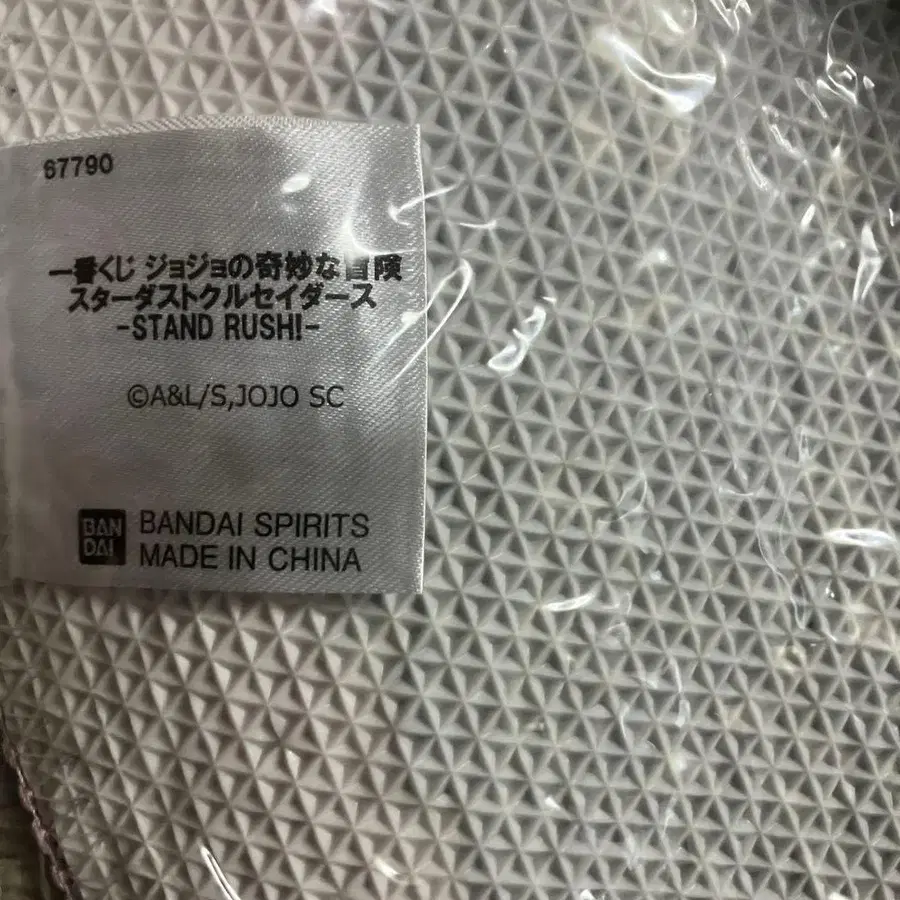 67790
一番くじ ジョジョの奇妙な冒険
スターダストクルセイダース
-STAND RUSH!-
©A&L/S,JOJO SC
BAN
DAI
BANDAI SPIRITS
MADE IN CHINA